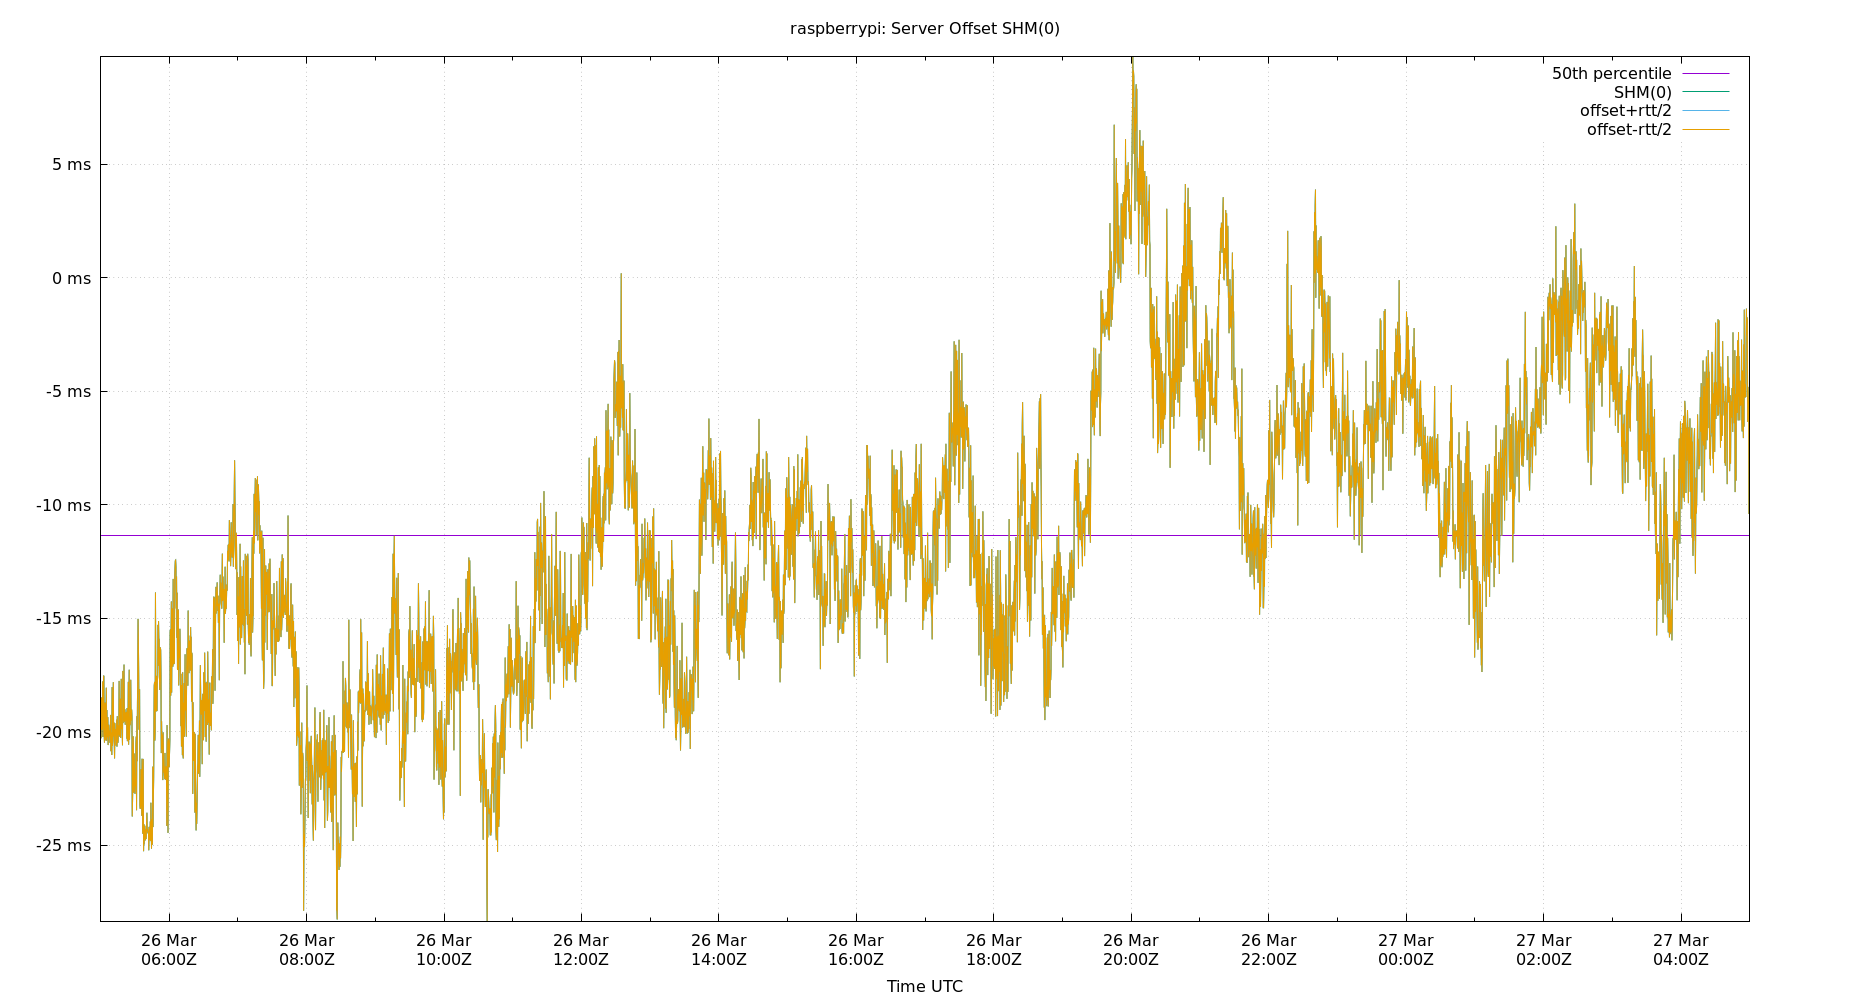 raspberrypi: Server Offset SHM(0)
50th percentile
SHM(0)
offset+rtt/2
offset-rtt/2
5 ms
0 ms
-5 ms
-10 ms
-15 ms
-20 ms
-25 ms
26 Mar 26 Mar 26 Mar 26 Mar 26 Mar 26 Mar 26 Mar 26 Mar 26 Mar 27 Mar 27 Mar 27 Mar
06:00Z 08:00Z 10:00Z 12:00Z 14:00Z 16:00Z 18:00Z 20:00Z 22:00Z 00:00Z 02:00Z 04:00Z
Time UTC